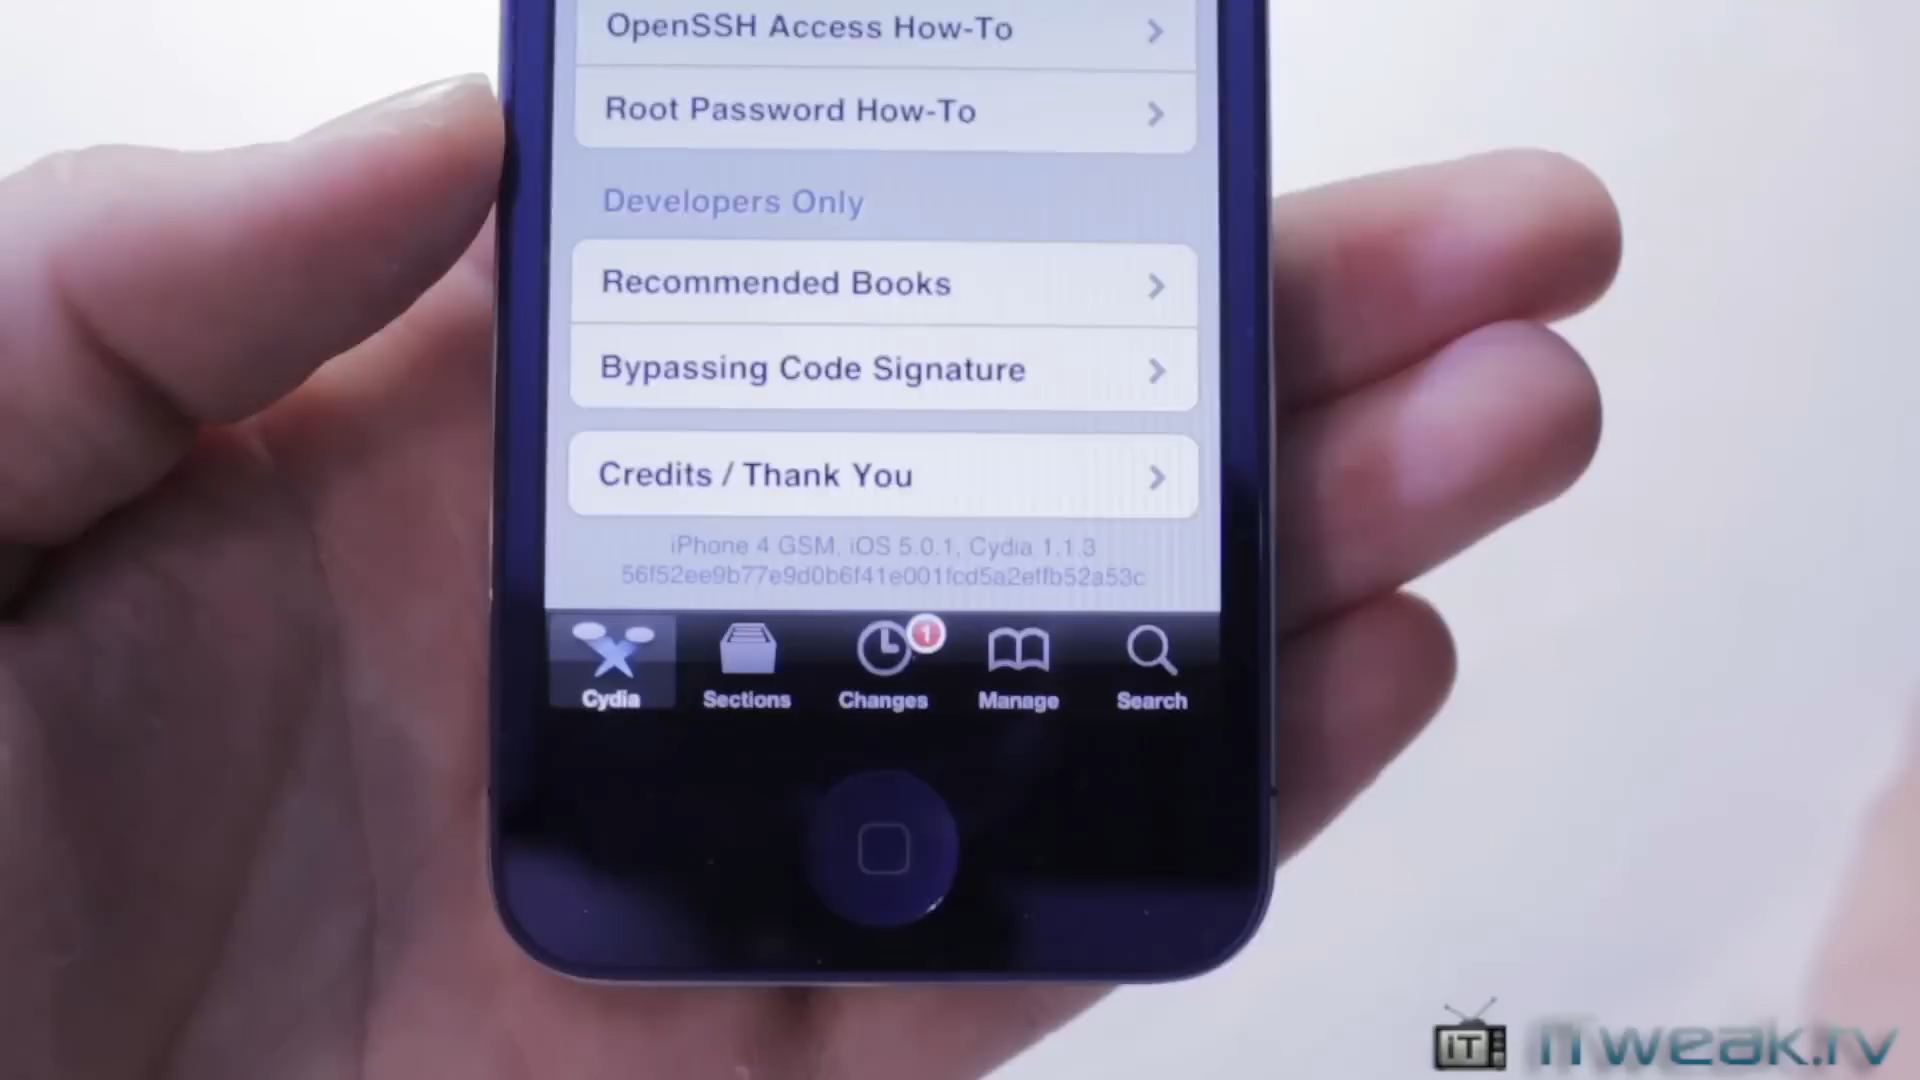 OpenSSH Access How-To
Root Password How-To
Developers Only
Recommended Books
Bypassing Code Signature
Credits / Thank You
iPhone 4 GSM, iOS 5.0.1, Cydia 1.1.3
56f52ee9b77e9d0b6f41e001fcd5a2effb52a53c
1
Cydia Sections Changes Manage Search
iT iTweak.tv